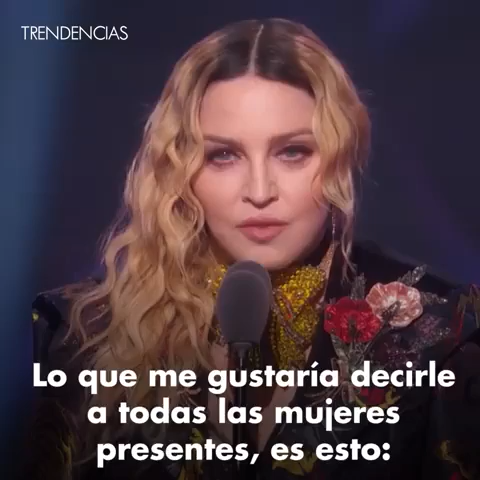 TRENDENCIAS
Lo que me gustaría decirle
a todas las mujeres
presentes, es esto: